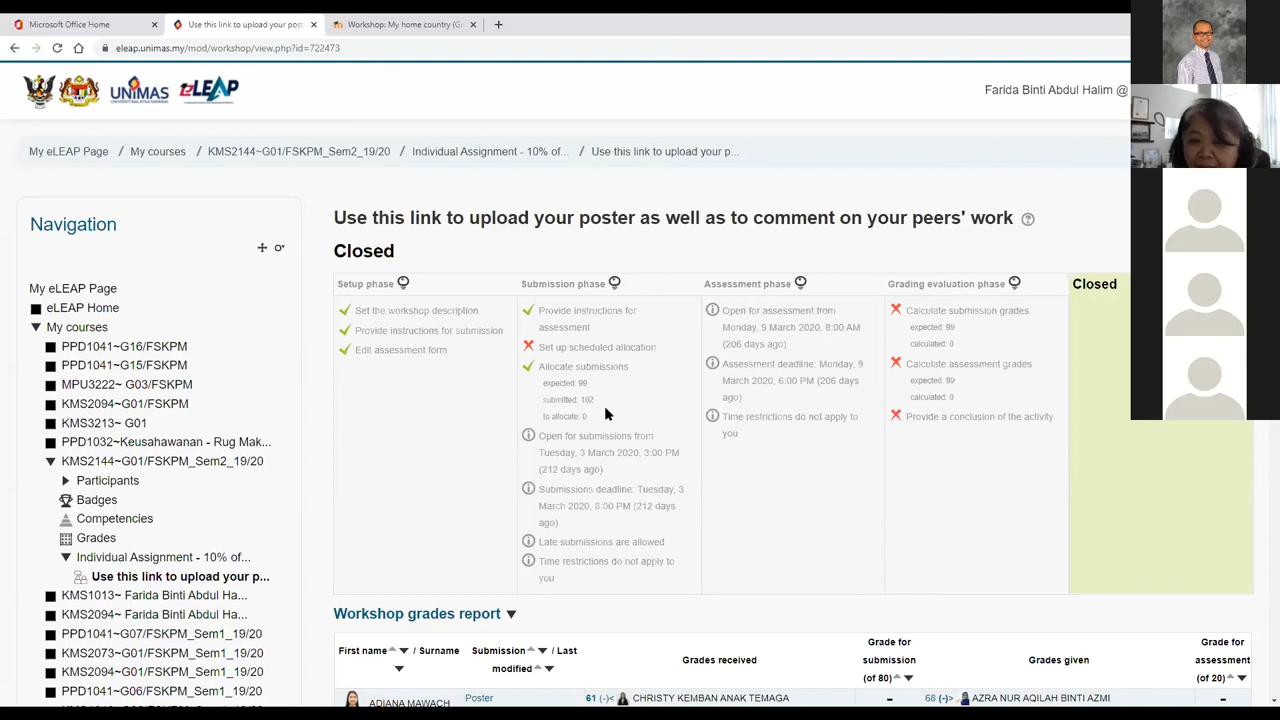 Microsoft Office Home
Use this link to upload your post
Workshop: My home country (Gr
eleap.unimas.my/mod/workshop/view.php?id=722473
UNIMAS
eLEAP
Farida Binti Abdul Halim @
My eLEAP Page / My courses / KMS2144~G01/FSKPM_Sem2_19/20 / Individual Assignment - 10% of... / Use this link to upload your p...
Navigation
My eLEAP Page
eLEAP Home
My courses
PPD1041~G16/FSKPM
PPD1041~G15/FSKPM
MPU3222~ G03/FSKPM
KMS2094~G01/FSKPM
KMS3213~ G01
PPD1032~Keusahawanan - Rug Mak...
KMS2144~G01/FSKPM_Sem2_19/20
Participants
Badges
Competencies
Grades
Individual Assignment - 10% of...
Use this link to upload your p...
KMS1013~ Farida Binti Abdul Ha...
KMS2094~ Farida Binti Abdul Ha...
PPD1041~G07/FSKPM_Sem1_19/20
KMS2073~G01/FSKPM_Sem1_19/20
KMS2094~G01/FSKPM_Sem1_19/20
PPD1041~G06/FSKPM_Sem1_19/20
Use this link to upload your poster as well as to comment on your peers' work
Closed
Setup phase
Set the workshop description
Provide instructions for submission
Edit assessment form
Submission phase
Provide instructions for
assessment
Set up scheduled allocation
Allocate submissions
expected: 99
submitted: 102
to allocate: 0
Open for submissions from
Tuesday, 3 March 2020, 3:00 PM
(212 days ago)
Submissions deadline: Tuesday, 3
March 2020, 8:00 PM (212 days
ago)
Late submissions are allowed
Time restrictions do not apply to
you
Assessment phase
Open for assessment from
Monday, 9 March 2020, 8:00 AM
(206 days ago)
Assessment deadline: Monday, 9
March 2020, 6:00 PM (206 days
ago)
Time restrictions do not apply to
you
Grading evaluation phase
Calculate submission grades
expected: 99
calculated: 0
Calculate assessment grades
expected: 99
calculated: 0
Provide a conclusion of the activity
Closed
Workshop grades report
First name / Surname
Submission / Last
modified
Grades received
Grade for
submission
(of 80)
Grades given
Grade for
assessment
(of 20)
ADIANA MAWACH
Poster
61 (-)< CHRISTY KEMBAN ANAK TEMAGA
-
68 (-)> AZRA NUR AQILAH BINTI AZMI
-